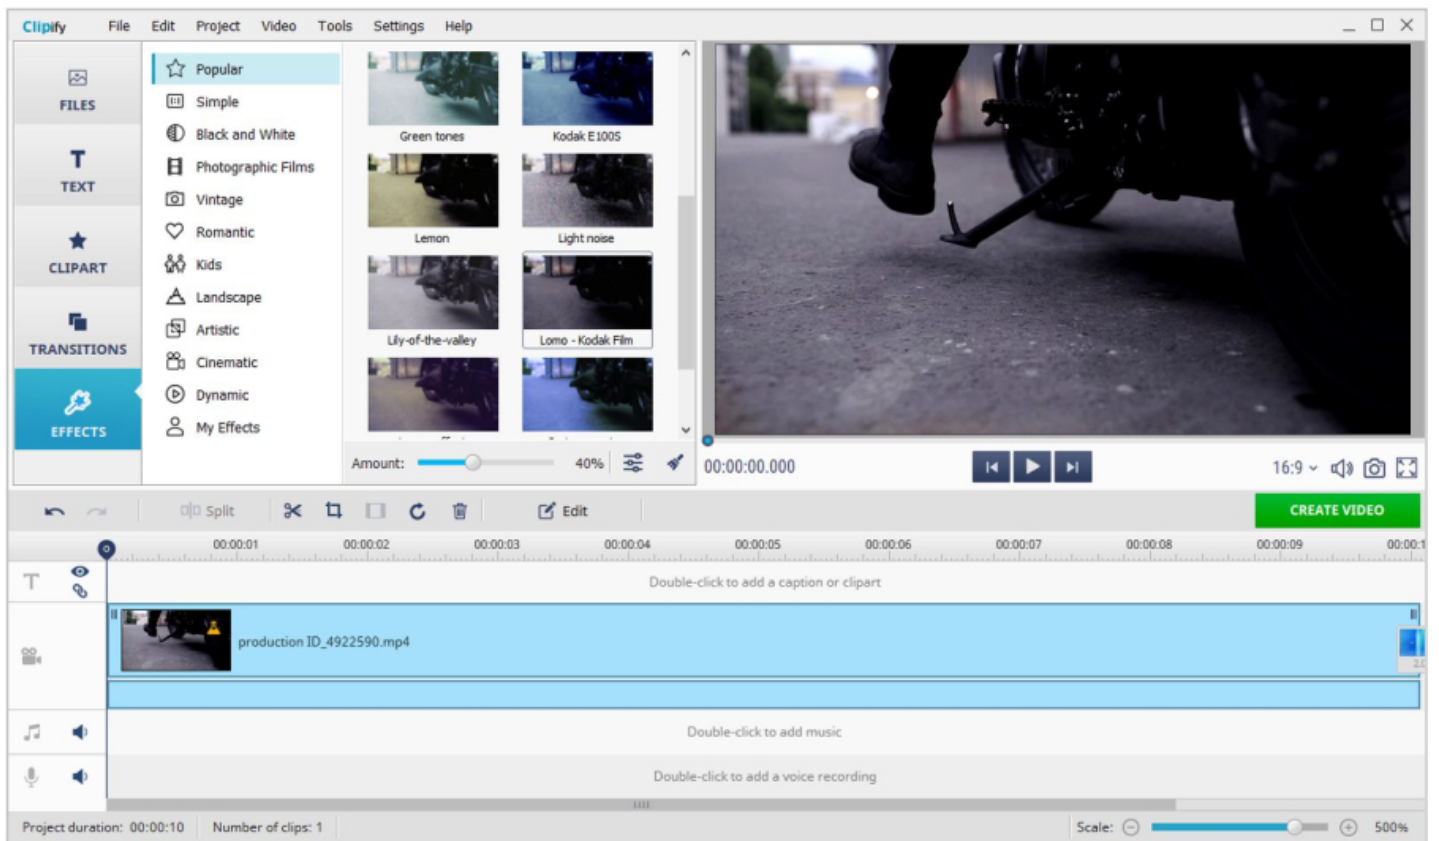 Clipify File Edit Project Video Tools Settings Help
FILES
TEXT
CLIPART
TRANSITIONS
EFFECTS
Popular
Simple
Black and White
Photographic Films
Vintage
Romantic
Kids
Landscape
Artistic
Cinematic
Dynamic
My Effects
Green tones Kodak E100S
Lemon Light noise
Lily-of-the-valley Lomo - Kodak Film
Amount: 40%
00:00:00.000 16:9
Split Edit CREATE VIDEO
00:00:01 00:00:02 00:00:03 00:00:04 00:00:05 00:00:06 00:00:07 00:00:08 00:00:09 00:00:1
T Double-click to add a caption or clipart
production ID_4922590.mp4
2.0
Double-click to add music
Double-click to add a voice recording
Project duration: 00:00:10 Number of clips: 1 Scale: 500%